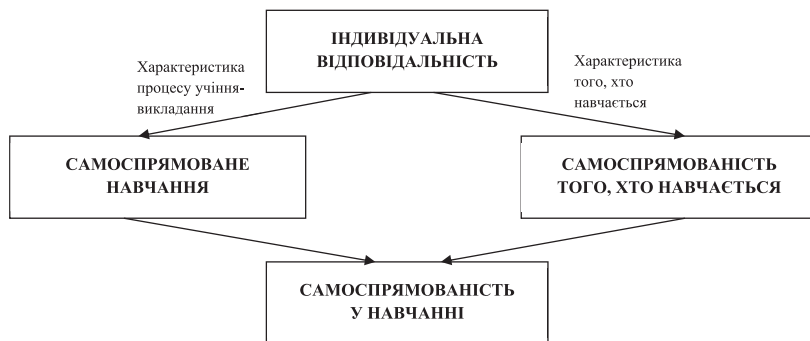 ІНДИВІДУАЛЬНА
ВІДПОВІДАЛЬНІСТЬ
Характеристика
процесу учіння-
викладання
Характеристика
того, хто
навчається
САМОСПРЯМОВАНЕ
НАВЧАННЯ
САМОСПРЯМОВАНІСТЬ
ТОГО, ХТО НАВЧАЄТЬСЯ
САМОСПРЯМОВАНІСТЬ
У НАВЧАННІ